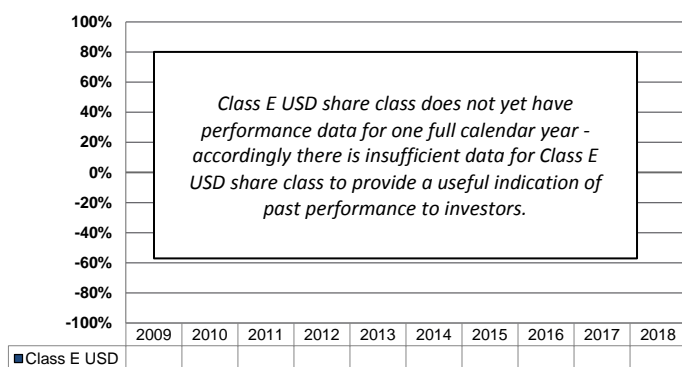 100%
80%
60%
40%
20%
0%
-20%
-40%
-60%
-80%
-100%
Class E USD share class does not yet have
performance data for one full calendar year -
accordingly there is insufficient data for Class E
USD share class to provide a useful indication of
past performance to investors.
2009 2010 2011 2012 2013 2014 2015 2016 2017 2018
Class E USD